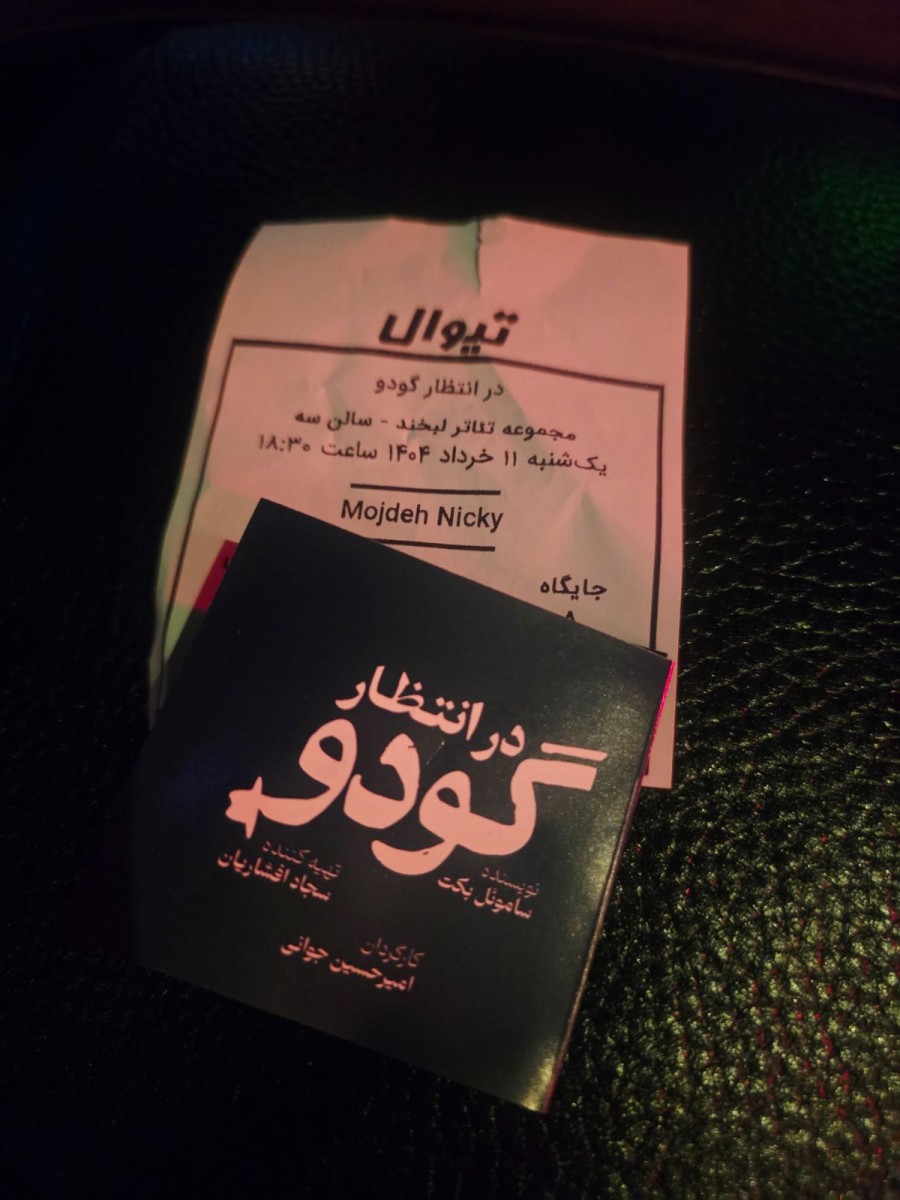 تیوال
در انتظار گودو
مجموعه تئاتر لبخند - سالن سه
یک‌شنبه ۱۱ خرداد ۱۴۰۴ ساعت ۱۸:۳۰
Mojdeh Nicky
جایگاه
در انتظار
گودو
نویسنده
ساموئل بکت
تهیه کننده
سجاد افشاریان
کارگردان
امیرحسین جوانی